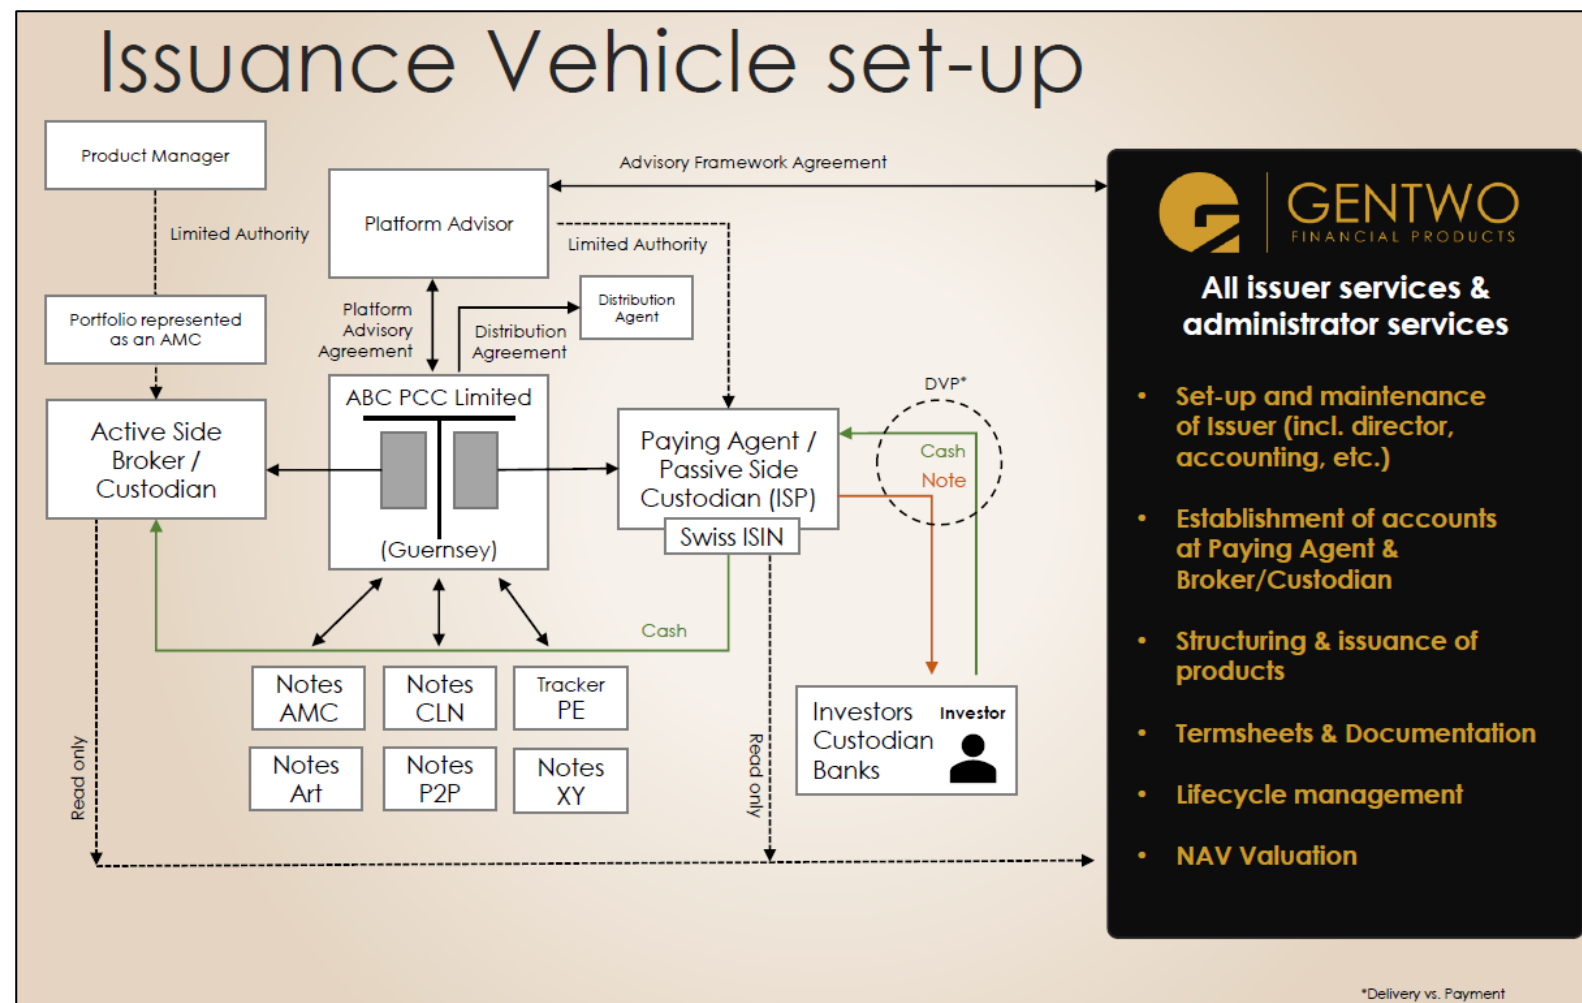 Issuance Vehicle set-up
Product Manager
Limited Authority
Portfolio represented
as an AMC
Active Side
Broker /
Custodian
Read only
Platform Advisor
Advisory Framework Agreement
Limited Authority
Platform
Advisory
Agreement
Distribution
Agreement
Distribution
Agent
ABC PCC Limited
(Guernsey)
Paying Agent /
Passive Side
Custodian (ISP)
Swiss ISIN
DVP*
Cash
Note
Cash
Notes
AMC
Notes
CLN
Tracker
PE
Notes
Art
Notes
P2P
Notes
XY
Read only
Investors
Custodian
Banks
Investor
GENTWO
FINANCIAL PRODUCTS
All issuer services &
administrator services
• Set-up and maintenance
of Issuer (incl. director,
accounting, etc.)
• Establishment of accounts
at Paying Agent &
Broker/Custodian
• Structuring & issuance of
products
• Termsheets & Documentation
• Lifecycle management
• NAV Valuation
*Delivery vs. Payment